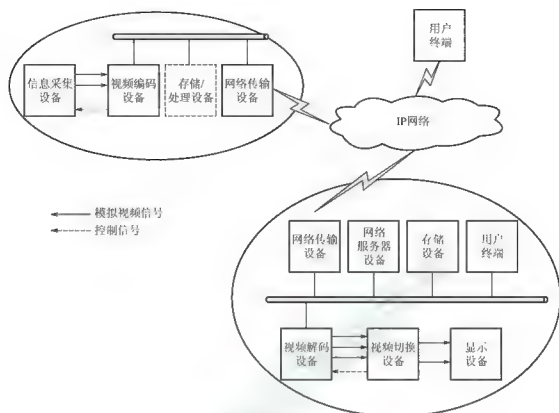 用户
终端
信息采集
设备
视频编码
设备
存储/
处理设备
网络传输
设备
IP网络
模拟视频信号
控制信号
网络传输
设备
网络
服务器
设备
存储
设备
用户
终端
视频解码
设备
视频切换
设备
显示
设备